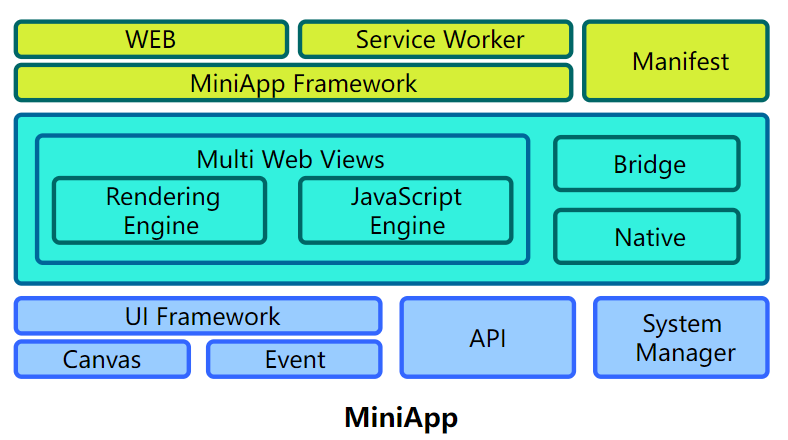 WEB
Service Worker
MiniApp Framework
Manifest
Multi Web Views
Rendering
Engine
JavaScript
Engine
Bridge
Native
UI Framework
Canvas
Event
API
System
Manager
MiniApp